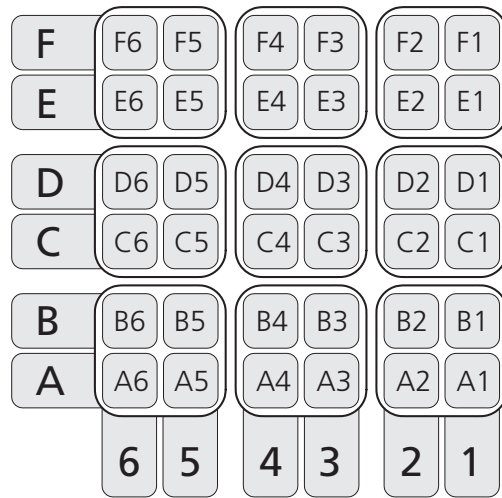 F F6 F5 F4 F3 F2 F1
E E6 E5 E4 E3 E2 E1
D D6 D5 D4 D3 D2 D1
C C6 C5 C4 C3 C2 C1
B B6 B5 B4 B3 B2 B1
A A6 A5 A4 A3 A2 A1
6 5 4 3 2 1